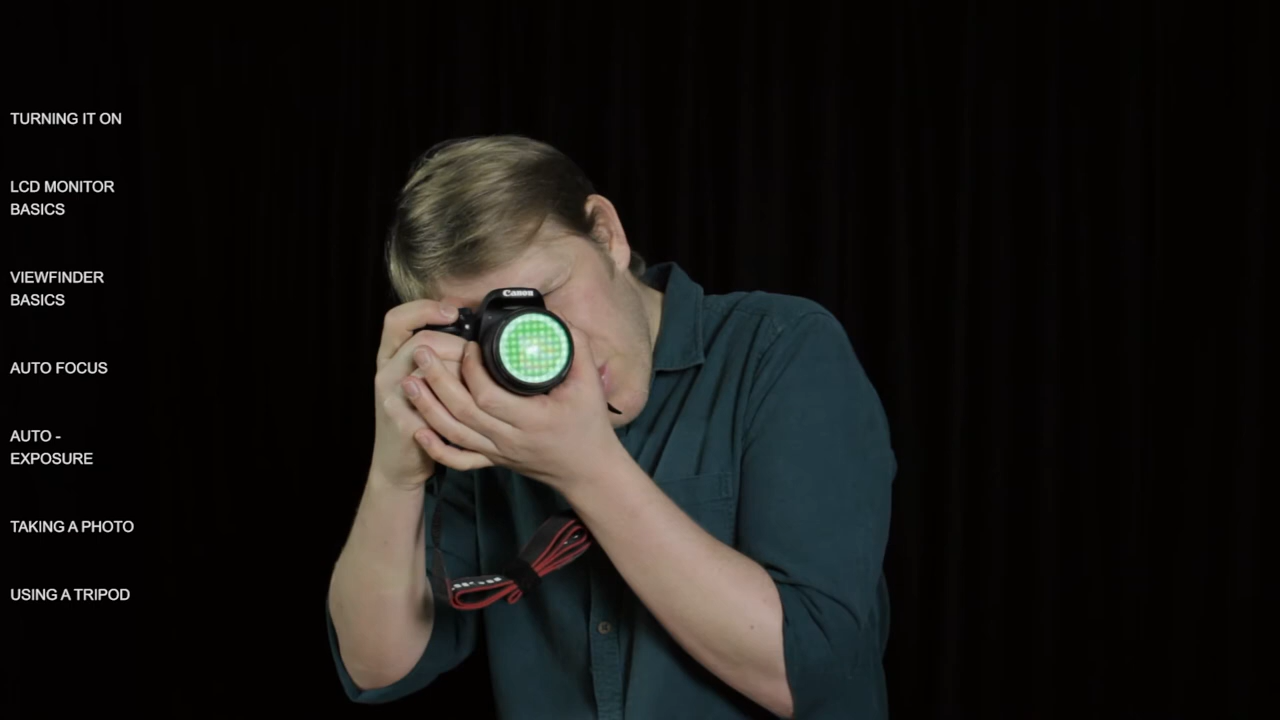 TURNING IT ON
LCD MONITOR
BASICS
VIEWFINDER
BASICS
AUTO FOCUS
AUTO -
EXPOSURE
TAKING A PHOTO
USING A TRIPOD
Canon